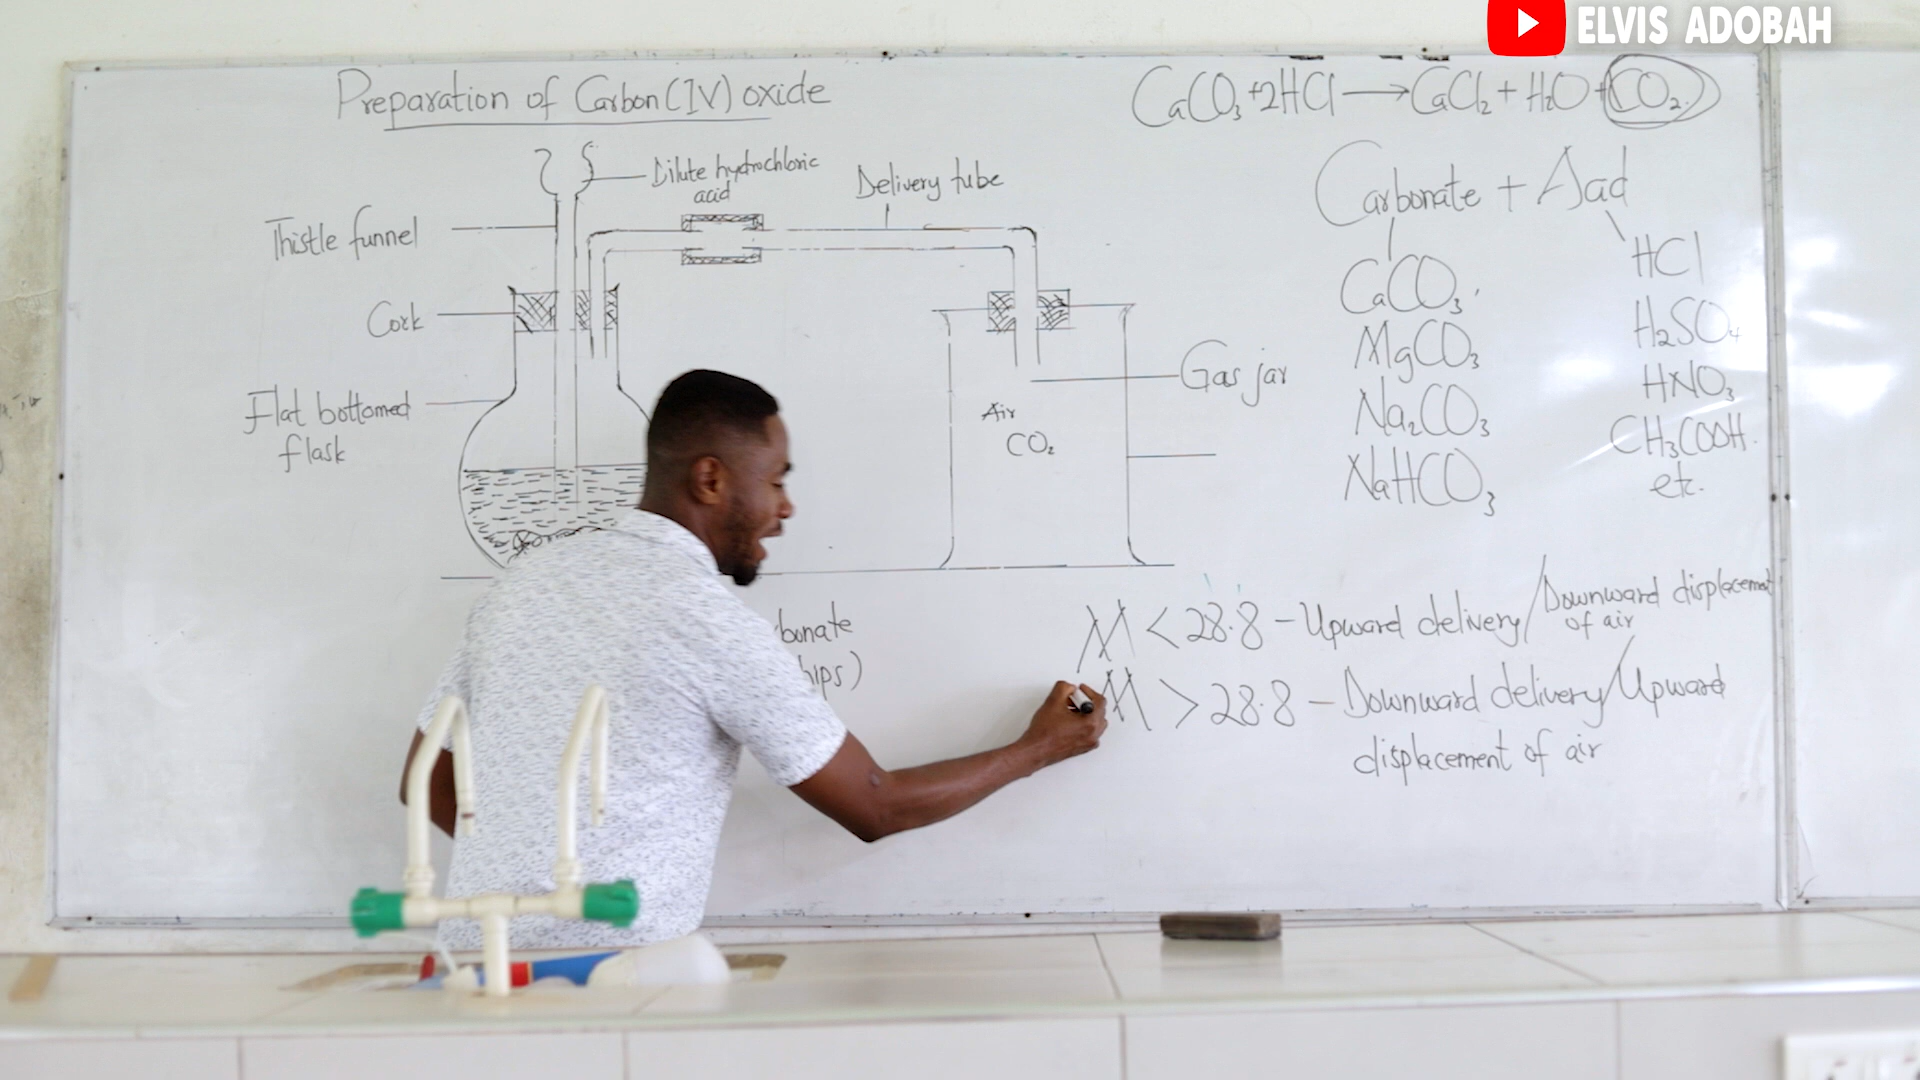 ELVIS ADOBAH
Preparation of Carbon(IV) oxide
CaCO₃+2HCl→CaCl₂+H₂O+CO₂
Dilute hydrochloric
acid
Delivery tube
Thistle funnel
Cork
Flat bottomed
flask
Air
CO₂
Gas jar
bonate
hips)
Carbonate + Acid
CaCO₃
MgCO₃
Na₂CO₃
NaHCO₃
HCl
H₂SO₄
HNO₃
CH₃COOH.
etc.
M < 28.8 – Upward delivery/Downward displacement
of air
M > 28.8 – Downward delivery/Upward
displacement of air